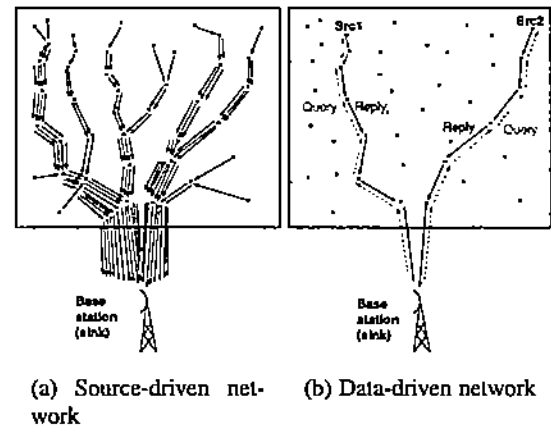 Src1
Src2
Query
Reply
Reply
Query
Base
station
(sink)
Base
station
(sink)
(a) Source-driven net-
work
(b) Data-driven network